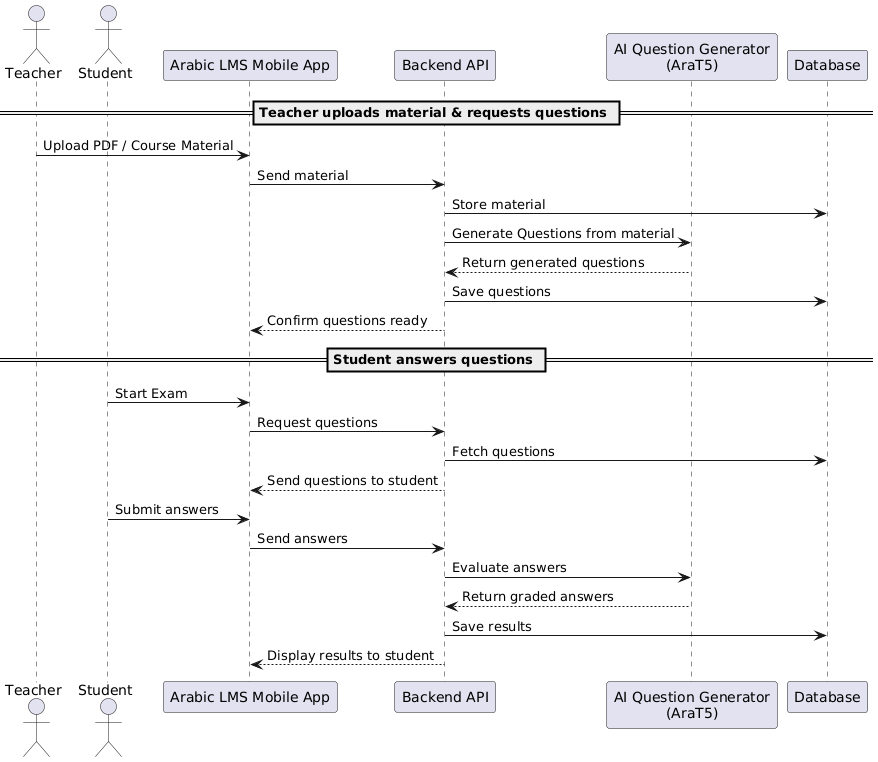 Teacher
Student
Arabic LMS Mobile App
Backend API
AI Question Generator
(AraT5)
Database
Teacher uploads material & requests questions
Upload PDF / Course Material
Send material
Store material
Generate Questions from material
Return generated questions
Save questions
Confirm questions ready
Student answers questions
Start Exam
Request questions
Fetch questions
Send questions to student
Submit answers
Send answers
Evaluate answers
Return graded answers
Save results
Display results to student
Teacher
Student
Arabic LMS Mobile App
Backend API
AI Question Generator
(AraT5)
Database